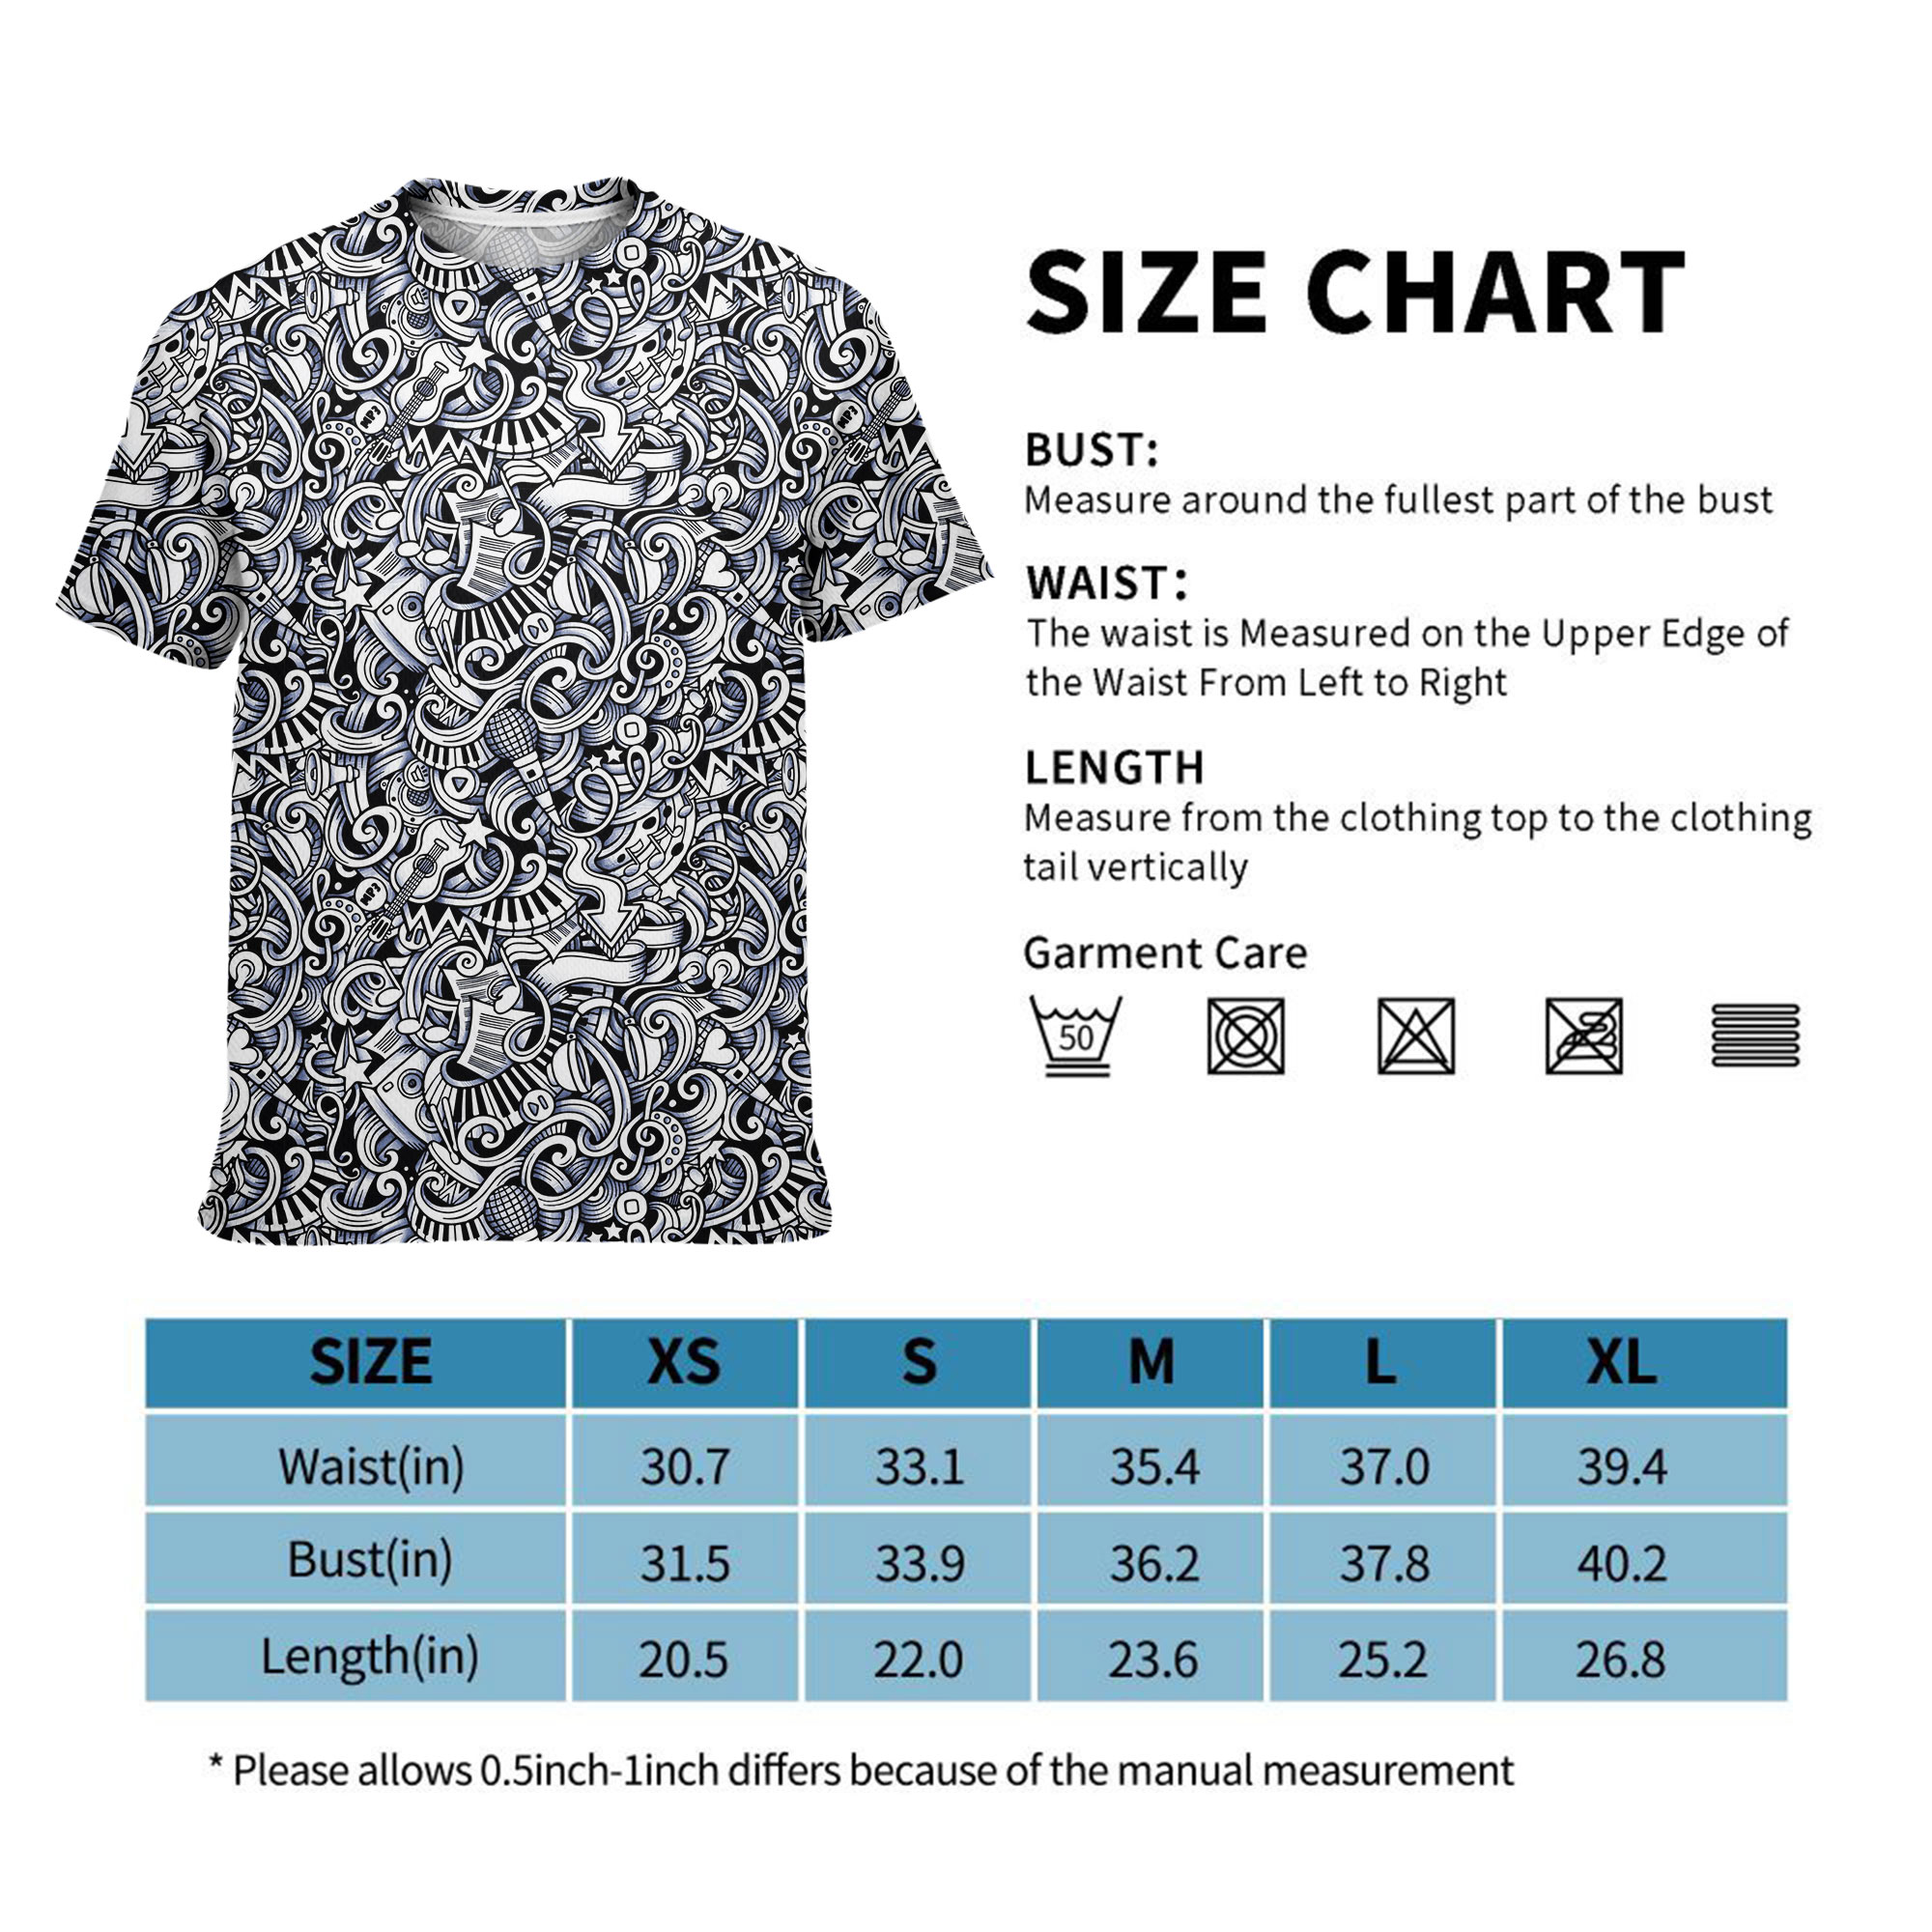 SIZE CHART
BUST:
Measure around the fullest part of the bust
WAIST:
The waist is Measured on the Upper Edge of
the Waist From Left to Right
LENGTH
Measure from the clothing top to the clothing
tail vertically
Garment Care
50
MP3
MP3
MP3
SIZE XS S M L XL
Waist(in) 30.7 33.1 35.4 37.0 39.4
Bust(in) 31.5 33.9 36.2 37.8 40.2
Length(in) 20.5 22.0 23.6 25.2 26.8
* Please allows 0.5inch-1inch differs because of the manual measurement